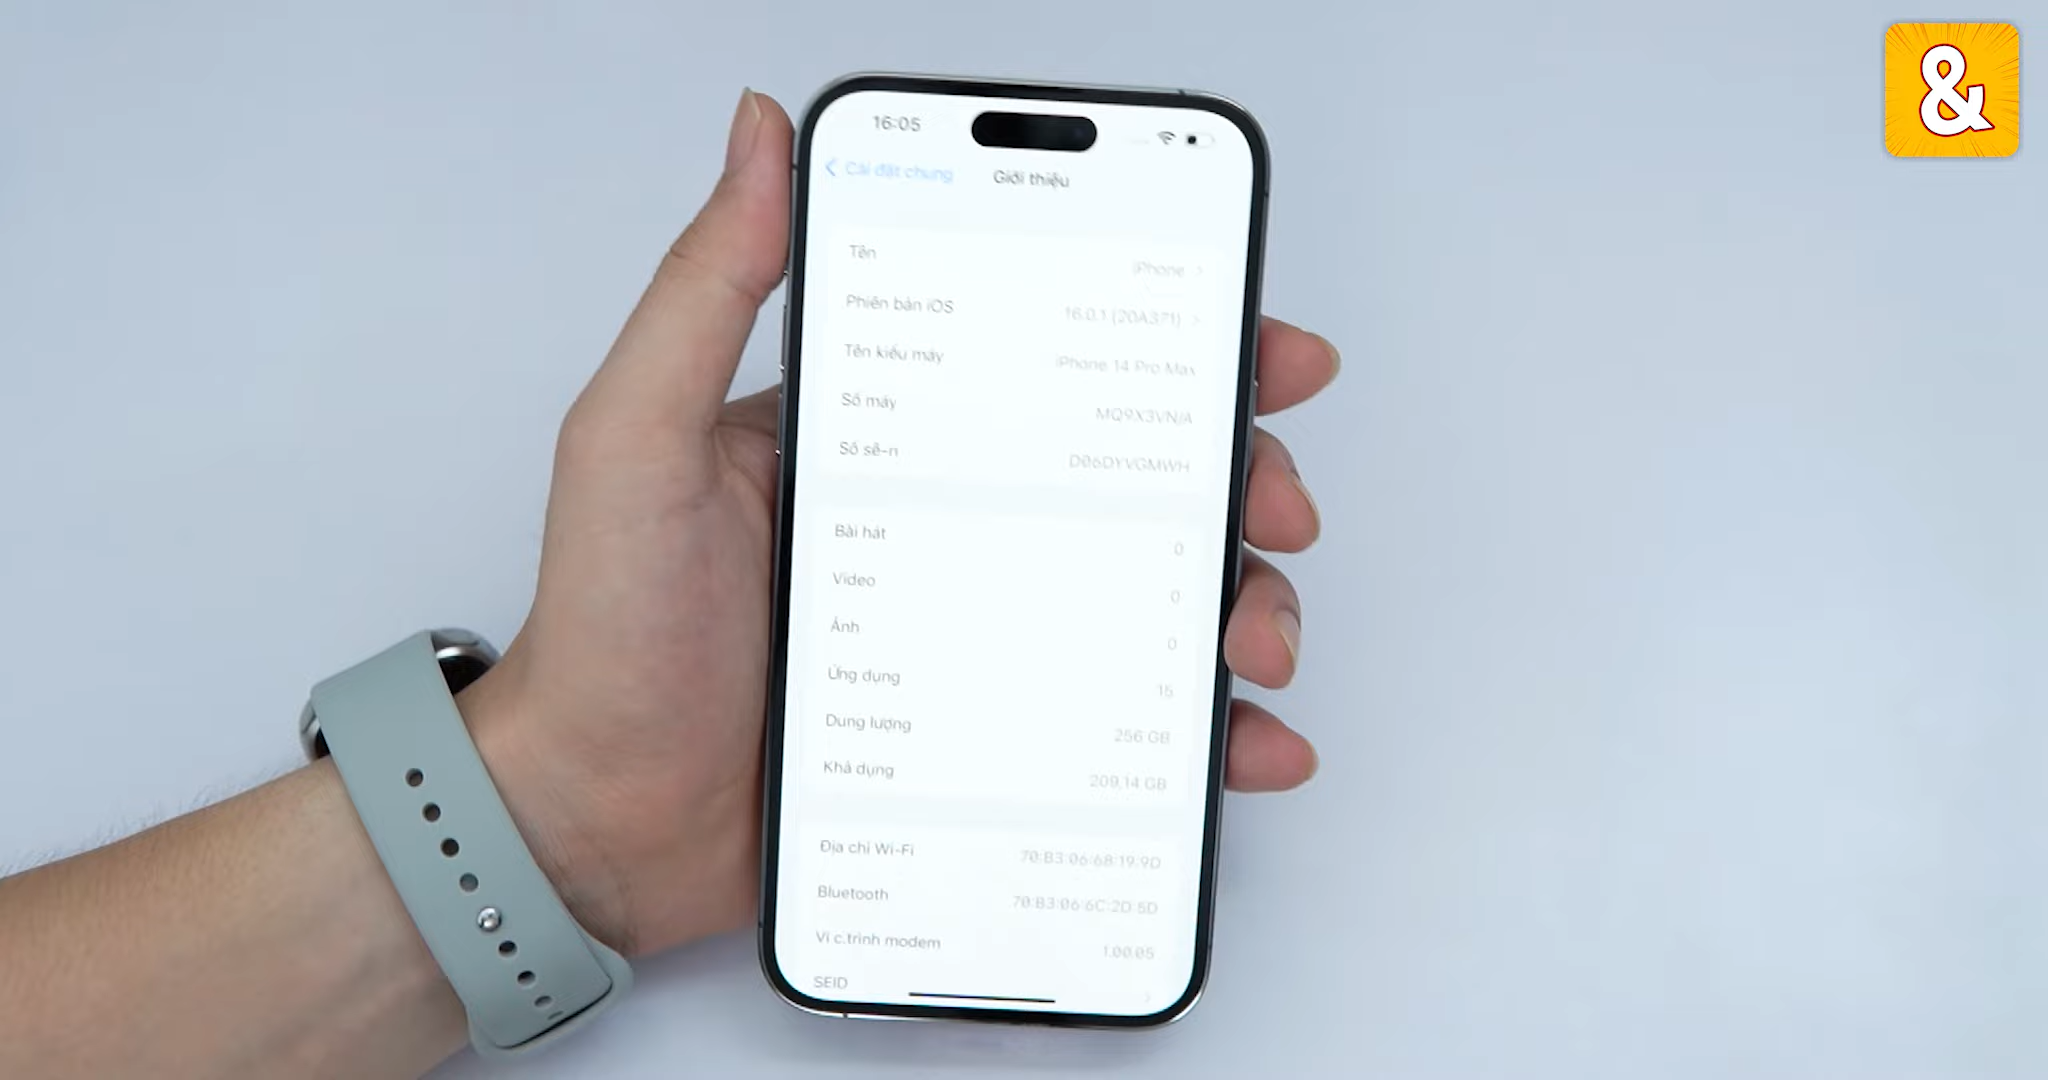 &
16:05
Cài đặt chung
Giới thiệu
Tên
iPhone
Phiên bản iOS
16.0.1 (20A371)
Tên kiểu máy
iPhone 14 Pro Max
Số máy
MQ9X3VN/A
Số sê-ri
D06DYVGMWH
Bài hát
0
Video
0
Ảnh
0
Ứng dụng
15
Dung lượng
256 GB
Khả dụng
209,14 GB
Địa chỉ Wi-Fi
70:B3:06:68:19:9D
Bluetooth
70:B3:06:6C:2D:5D
Vi c.trình modem
1.00.05
SEID